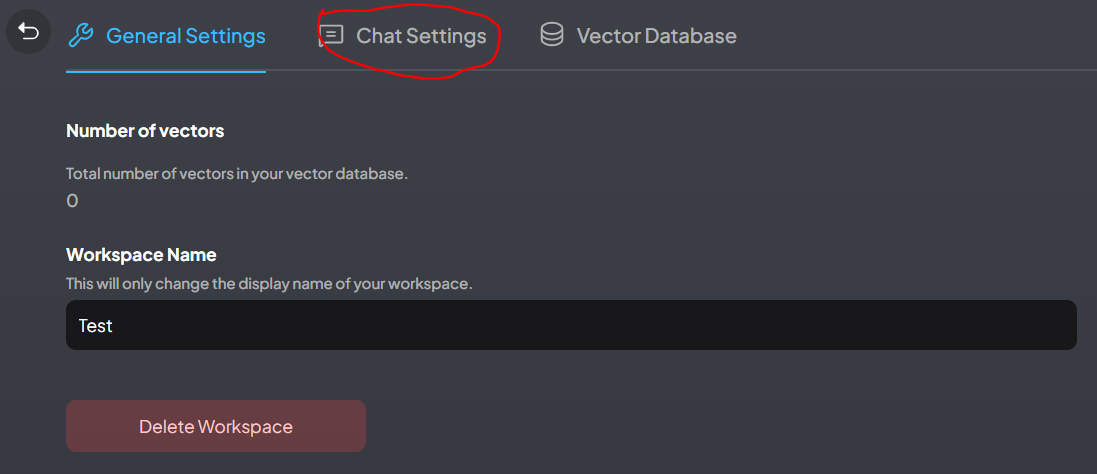 General Settings Chat Settings Vector Database
Number of vectors
Total number of vectors in your vector database.
0
Workspace Name
This will only change the display name of your workspace.
Test
Delete Workspace